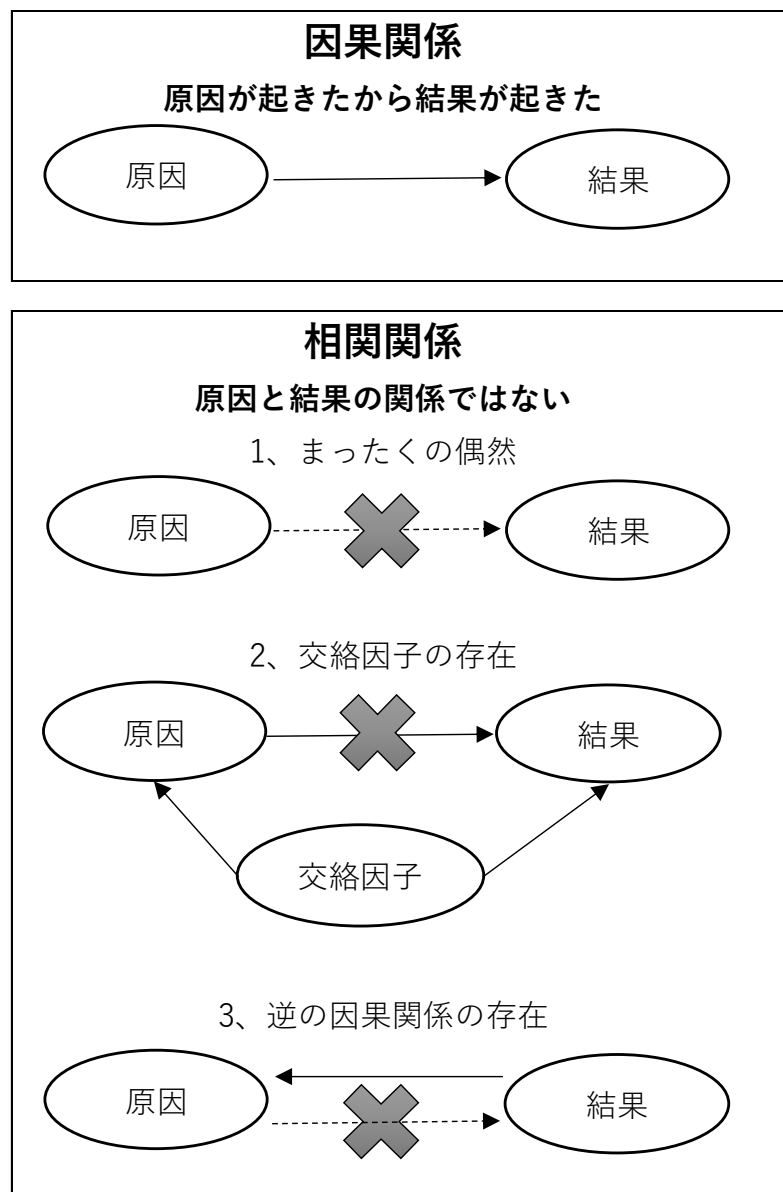 因果関係
原因が起きたから結果が起きた
原因
結果
相関関係
原因と結果の関係ではない
1、まったくの偶然
原因
結果
2、交絡因子の存在
原因
結果
交絡因子
3、逆の因果関係の存在
原因
結果